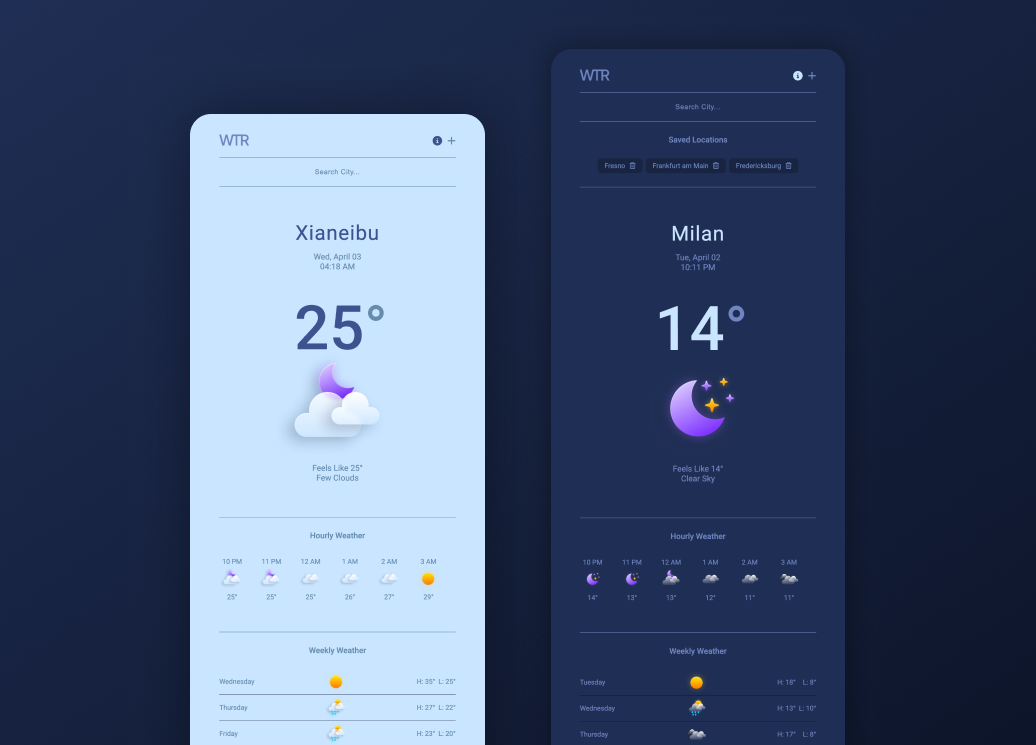 WTR
Search City...
Xianeibu
Wed, April 03
04:18 AM
25°
Feels Like 25°
Few Clouds
Hourly Weather
10 PM 11 PM 12 AM 1 AM 2 AM 3 AM
25° 25° 25° 26° 27° 29°
Weekly Weather
Wednesday H: 35° L: 25°
Thursday H: 27° L: 22°
Friday H: 23° L: 20°
WTR
Search City...
Saved Locations
Fresno Frankfurt am Main Fredericksburg
Milan
Tue, April 02
10:11 PM
14°
Feels Like 14°
Clear Sky
Hourly Weather
10 PM 11 PM 12 AM 1 AM 2 AM 3 AM
14° 13° 13° 12° 11° 11°
Weekly Weather
Tuesday H: 18° L: 8°
Wednesday H: 13° L: 10°
Thursday H: 17° L: 8°